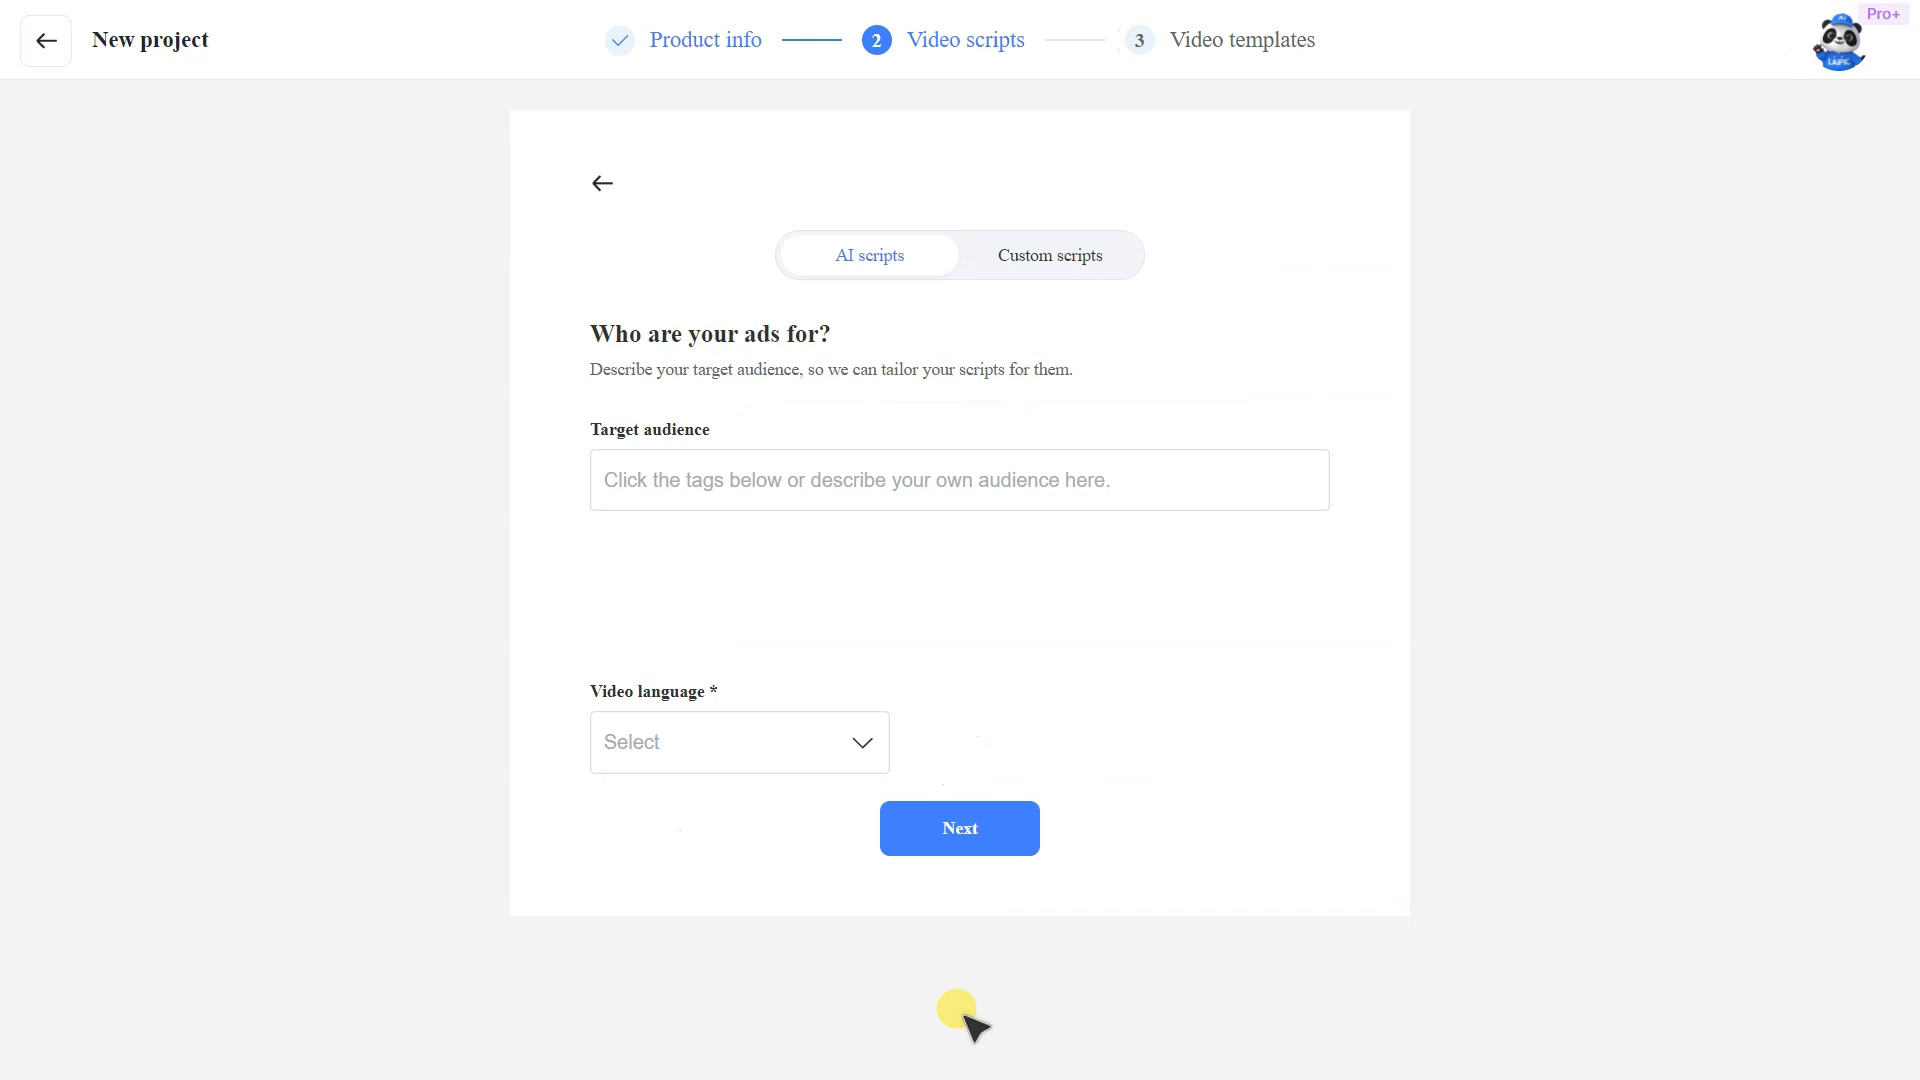 New project
Product info
2
Video scripts
3
Video templates
Pro+
AI
LAIPIC
AI scripts
Custom scripts
Who are your ads for?
Describe your target audience, so we can tailor your scripts for them.
Target audience
Click the tags below or describe your own audience here.
Video language *
Select
Next